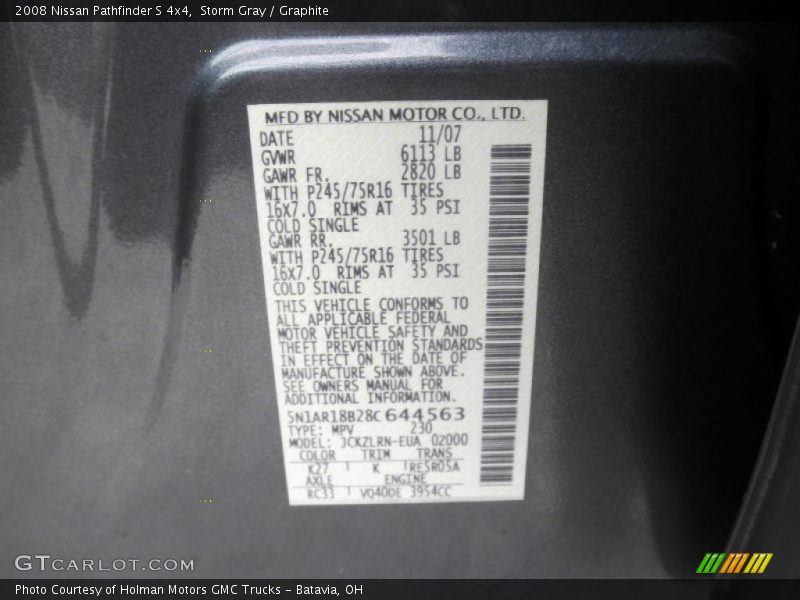 2008 Nissan Pathfinder S 4x4,  Storm Gray / Graphite
MFD BY NISSAN MOTOR CO., LTD.
DATE 11/07
GVWR 6113 LB
GAWR FR. 2820 LB
WITH P245/75R16 TIRES
16x7.0 RIMS AT 35 PSI
COLD SINGLE
GAWR RR. 3501 LB
WITH P245/75R16 TIRES
16x7.0 RIMS AT 35 PSI
COLD SINGLE
THIS VEHICLE CONFORMS TO
ALL APPLICABLE FEDERAL
MOTOR VEHICLE SAFETY AND
THEFT PREVENTION STANDARDS
IN EFFECT ON THE DATE OF
MANUFACTURE SHOWN ABOVE.
SEE OWNERS MANUAL FOR
ADDITIONAL INFORMATION.
5N1AR18B28C644563
TYPE: MPV 230
MODEL: JCKZLRN-EUA 0Z000
COLOR TRIM TRANS
K27 K RE5R05A
AXLE ENGINE
RC33 VQ40DE 3954CC
GTCARLOT.COM
Photo Courtesy of Holman Motors GMC Trucks - Batavia, OH